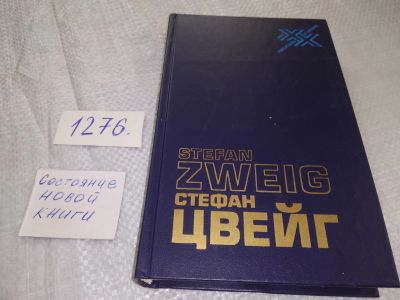 1276.
Состояние
новой
книги
STEFAN
ZWEIG
СТЕФАН
ЦВЕЙГ